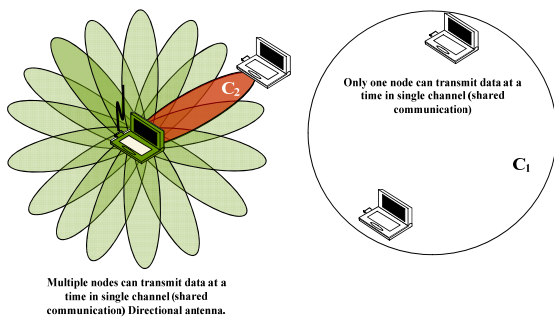 C2
Multiple nodes can transmit data at a
time in single channel (shared
communication) Directional antenna.
Only one node can transmit data at a
time in single channel (shared
communication)
C1